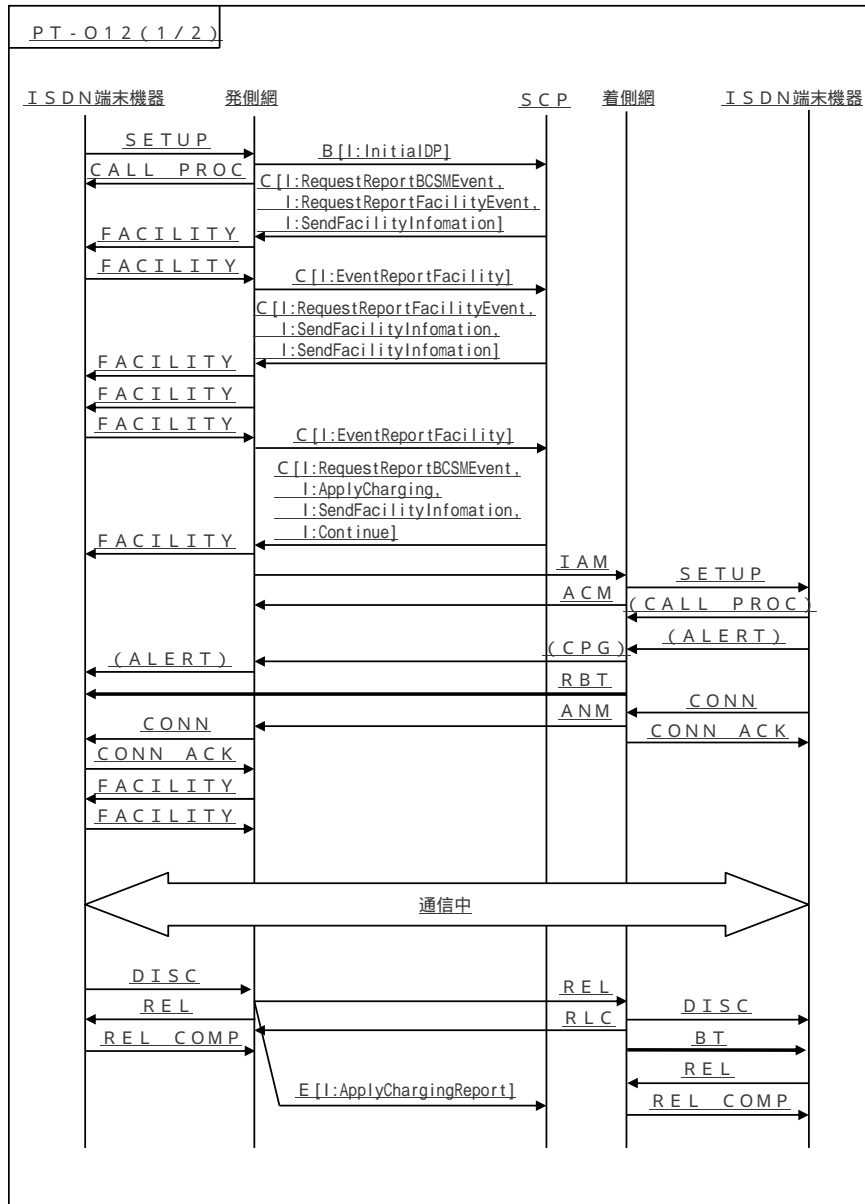 PT-O12(1/2)
ISDN端末機器 発側網 SCP 着側網 ISDN端末機器
SETUP
B[I:InitialDP]
CALL PROC
C[I:RequestReportBCSMEvent,
I:RequestReportFacilityEvent,
I:SendFacilityInfomation]
FACILITY
FACILITY
C[I:EventReportFacility]
C[I:RequestReportFacilityEvent,
I:SendFacilityInfomation,
I:SendFacilityInfomation]
FACILITY
FACILITY
FACILITY
C[I:EventReportFacility]
C[I:RequestReportBCSMEvent,
I:ApplyCharging,
I:SendFacilityInfomation,
I:Continue]
FACILITY
IAM
SETUP
ACM
(CALL PROC)
(ALERT)
(CPG)
(ALERT)
RBT
CONN
ANM
CONN
CONN ACK
CONN ACK
FACILITY
FACILITY
通信中
DISC
REL
REL
DISC
RLC
REL COMP
BT
REL
E[I:ApplyChargingReport]
REL COMP